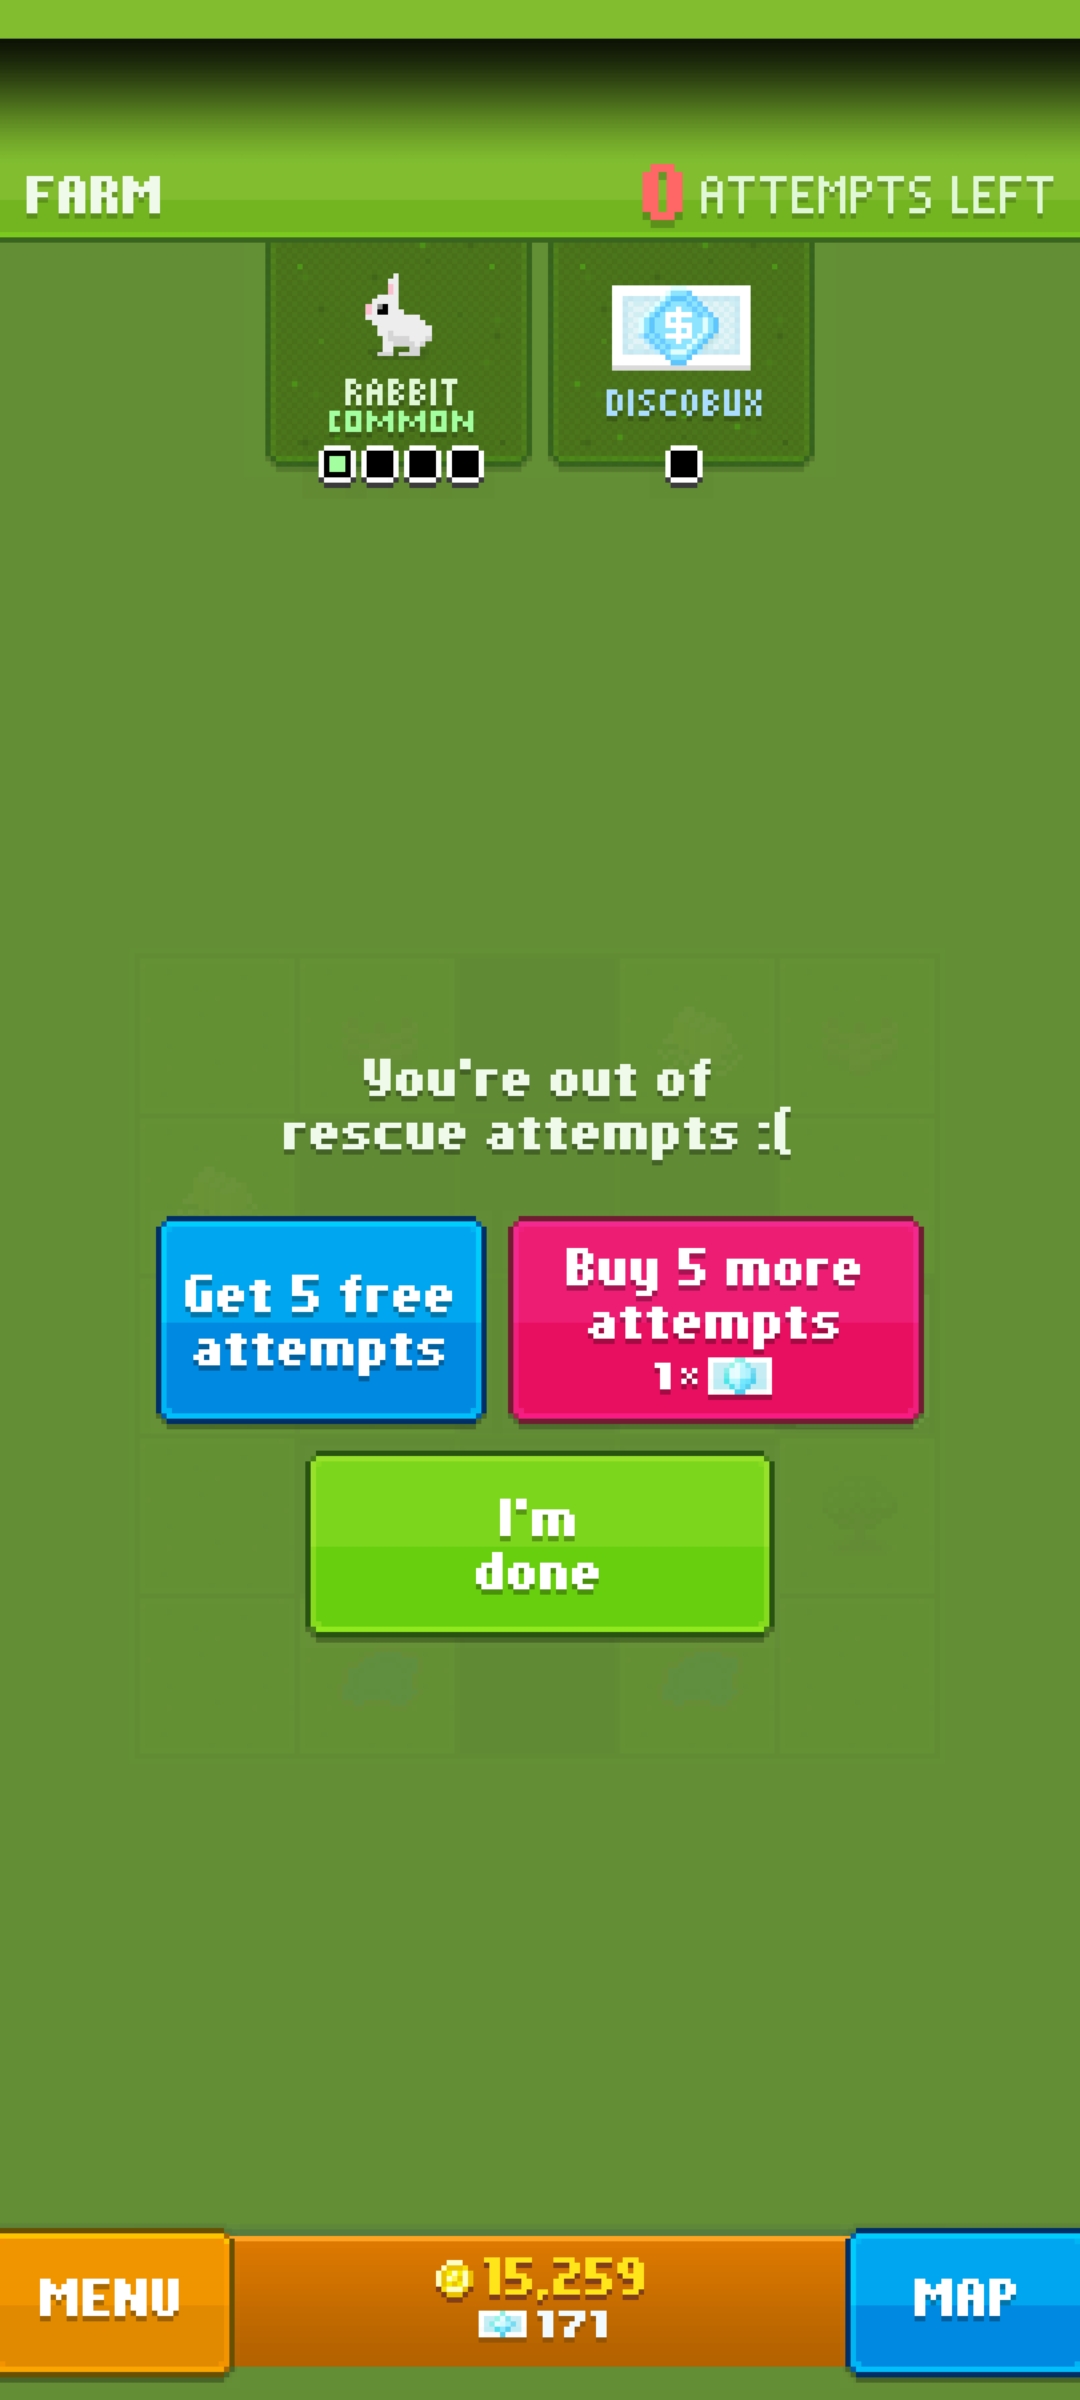 FARM
0 ATTEMPTS LEFT
RABBIT
COMMON
$
DISCOBUX
You're out of
rescue attempts :(
Get 5 free
attempts
Buy 5 more
attempts
1×
I'm
done
MENU
15,259
171
MAP